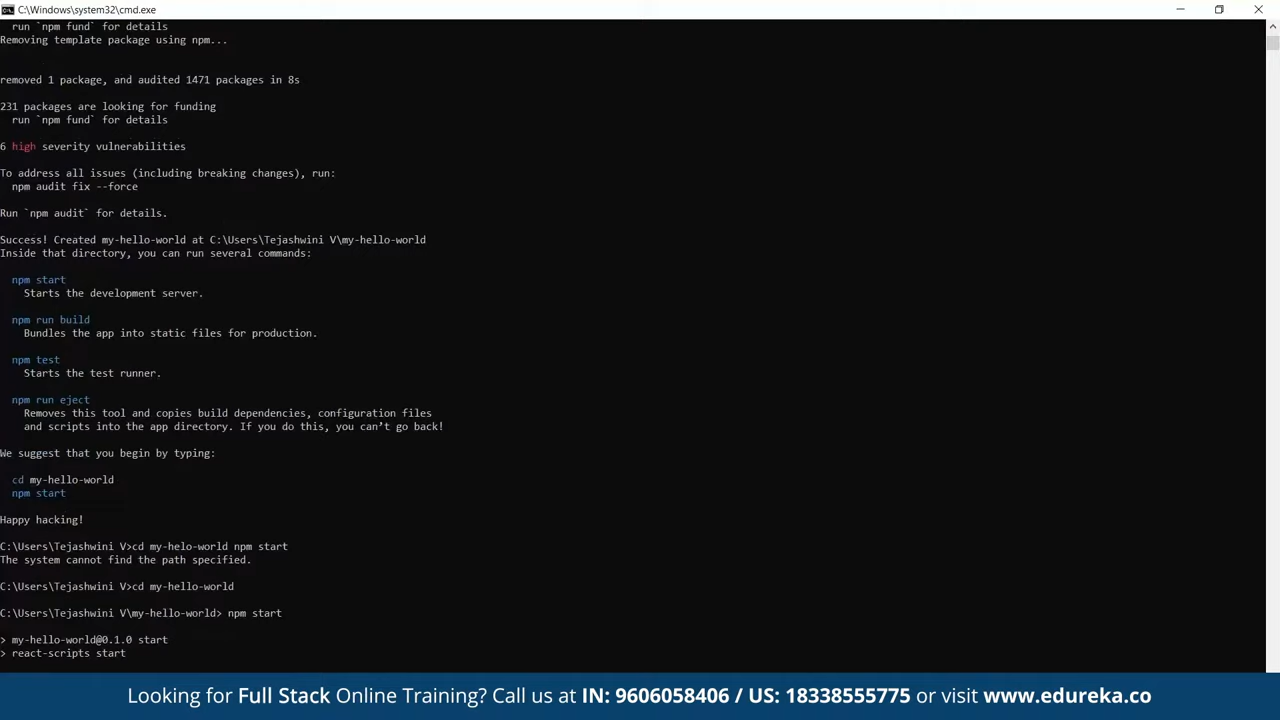 C:\Windows\system32\cmd.exe
run `npm fund` for details
Removing template package using npm...
removed 1 package, and audited 1471 packages in 8s
231 packages are looking for funding
run `npm fund` for details
6 high severity vulnerabilities
To address all issues (including breaking changes), run:
npm audit fix --force
Run `npm audit` for details.
Success! Created my-hello-world at C:\Users\Tejashwini V\my-hello-world
Inside that directory, you can run several commands:
npm start
Starts the development server.
npm run build
Bundles the app into static files for production.
npm test
Starts the test runner.
npm run eject
Removes this tool and copies build dependencies, configuration files
and scripts into the app directory. If you do this, you can’t go back!
We suggest that you begin by typing:
cd my-hello-world
npm start
Happy hacking!
C:\Users\Tejashwini V>cd my-helo-world npm start
The system cannot find the path specified.
C:\Users\Tejashwini V>cd my-hello-world
C:\Users\Tejashwini V\my-hello-world> npm start
> my-hello-world@0.1.0 start
> react-scripts start
Looking for Full Stack Online Training? Call us at IN: 9606058406 / US: 18338555775 or visit www.edureka.co